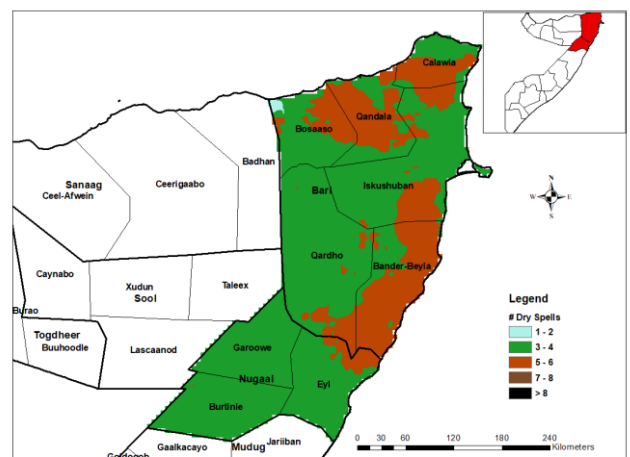 Calawla
Qandala
Bosaaso
Badhan
Sanaag
Ceerigaabo
Ceel-Afwein
Bari
Iskushuban
N
W E
S
Qardho
Bander-Beyla
Caynabo
Xudun
Taleex
Sool
Burao
Togdheer
Buuhoodle
Lascaanod
Garoowe
Nugaal
Eyl
Burtinle
Gaalkacayo
Mudug
Jariiban
Legend
# Dry Spells
1 - 2
3 - 4
5 - 6
7 - 8
> 8
0 30 60 120 180 240
Kilometers